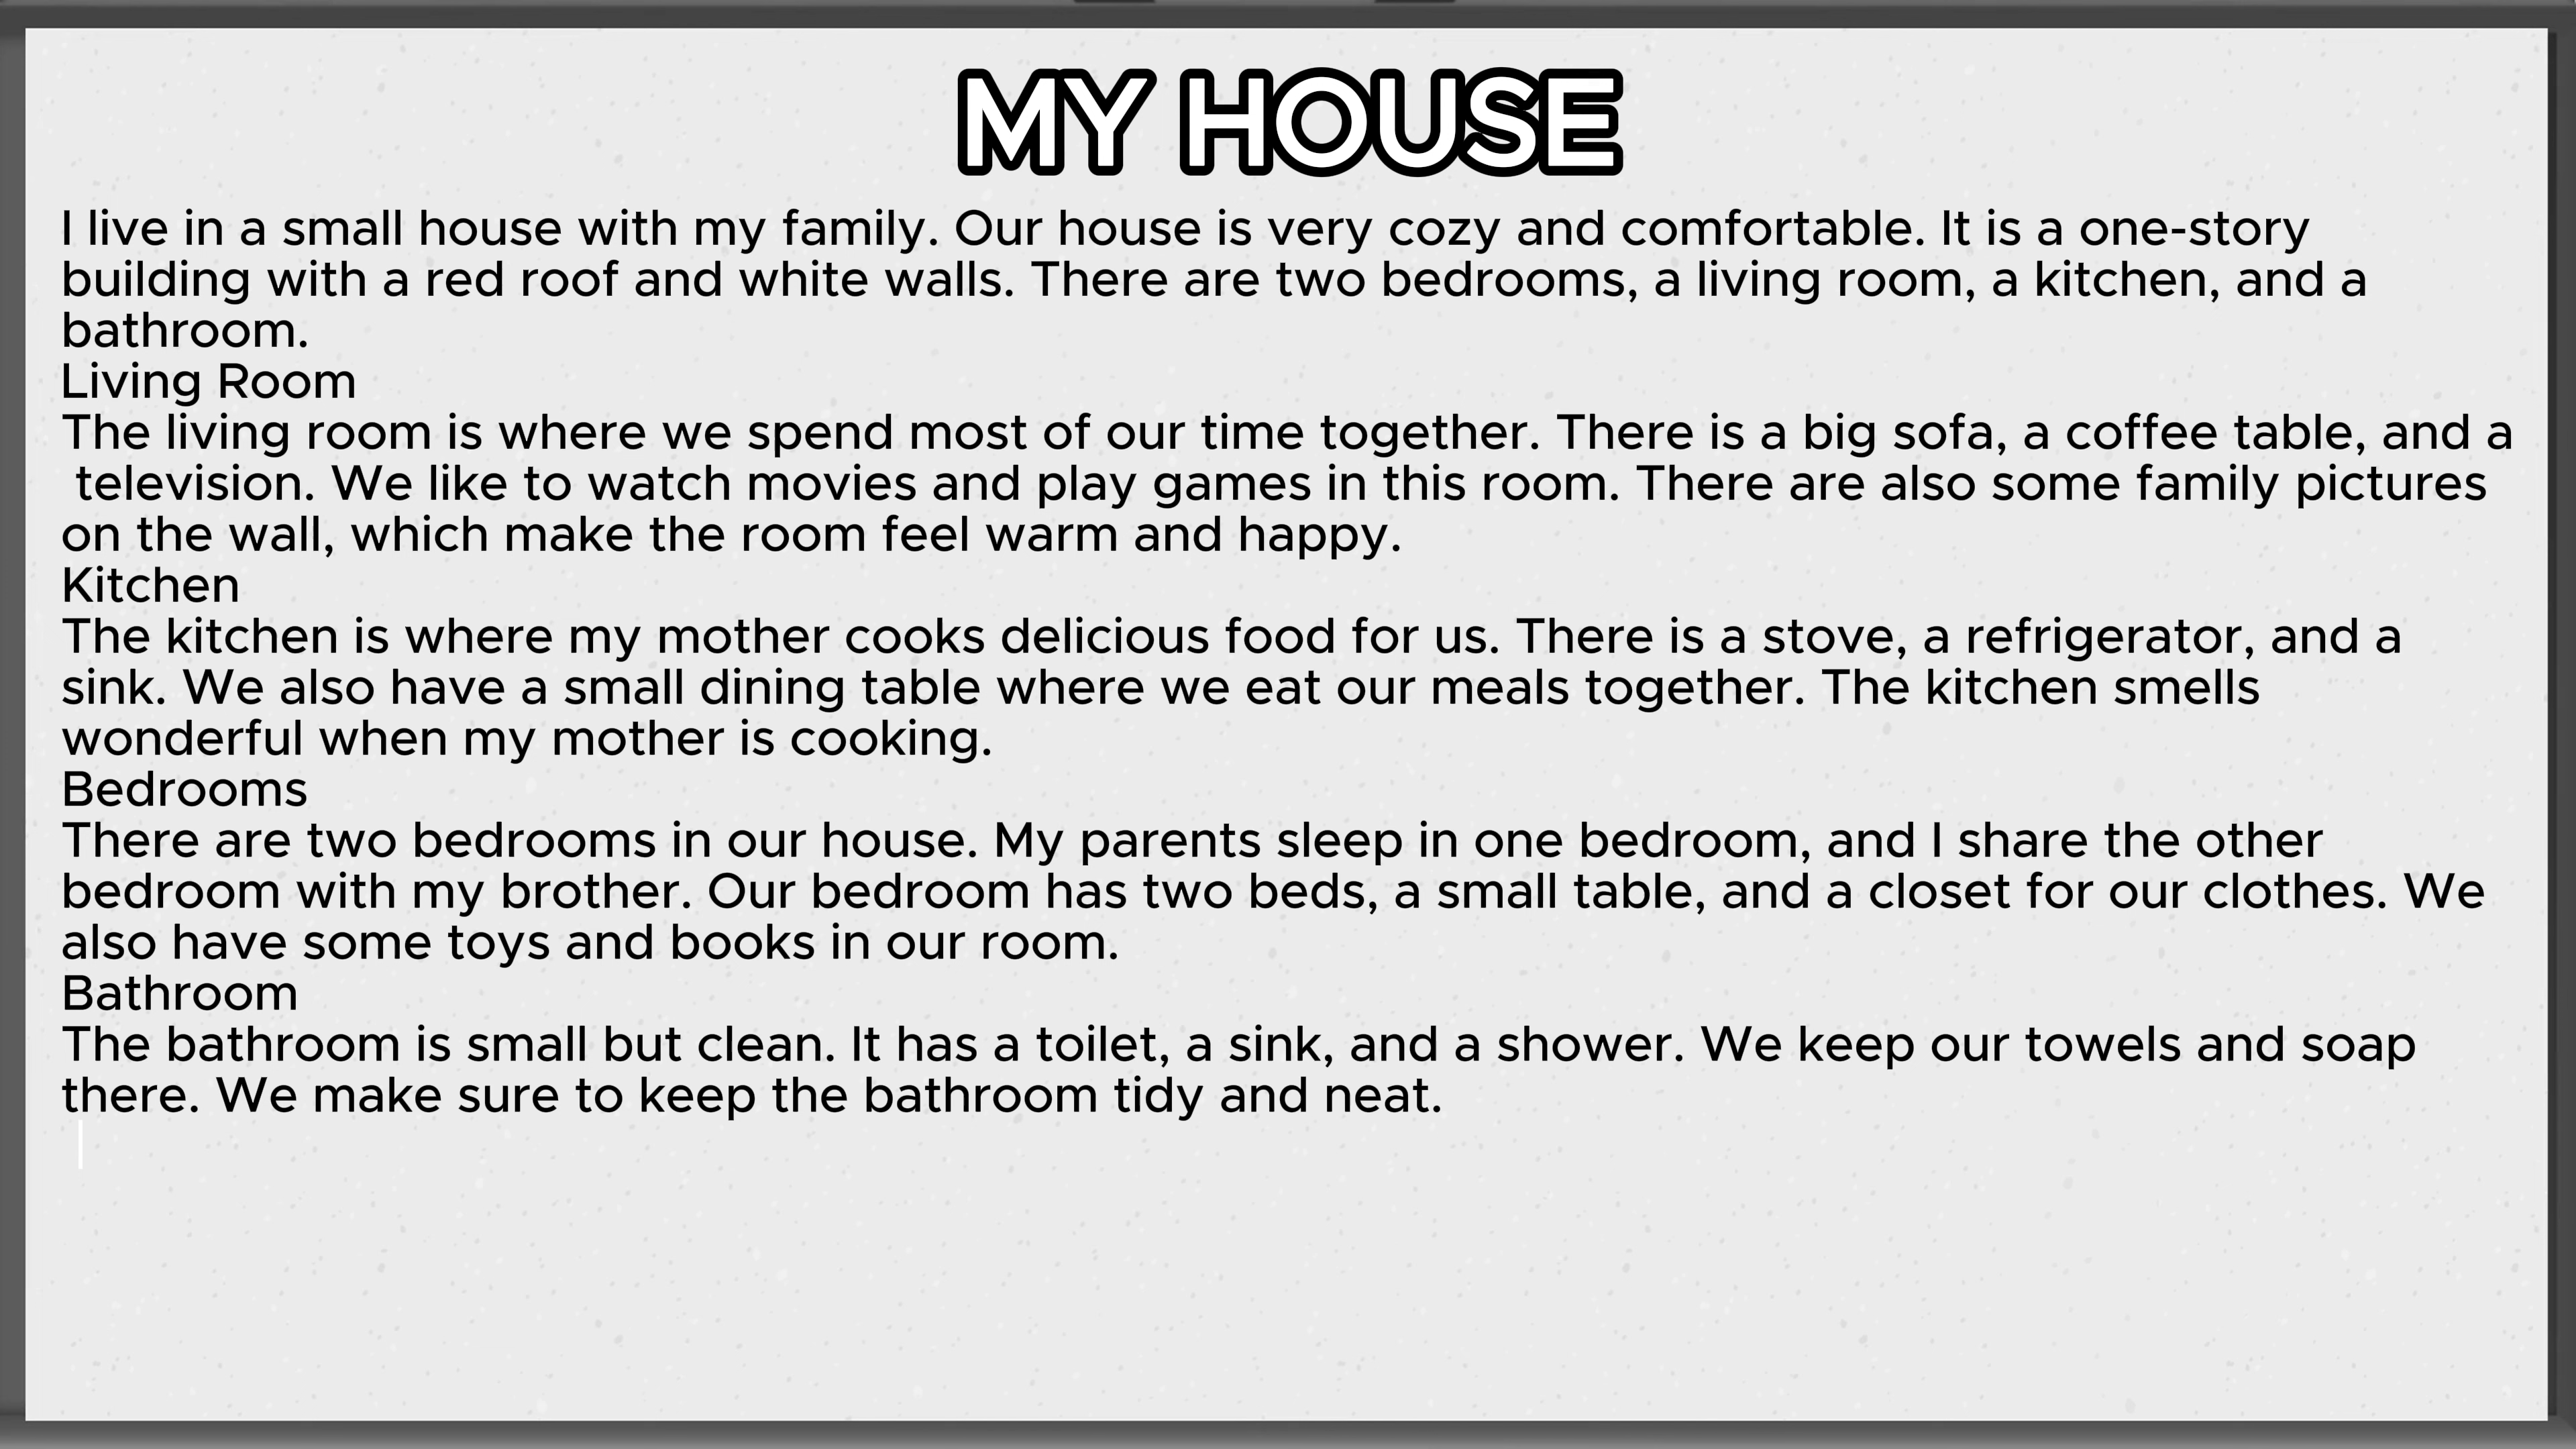 MY HOUSE
I live in a small house with my family. Our house is very cozy and comfortable. It is a one-story
building with a red roof and white walls. There are two bedrooms, a living room, a kitchen, and a
bathroom.
Living Room
The living room is where we spend most of our time together. There is a big sofa, a coffee table, and a
television. We like to watch movies and play games in this room. There are also some family pictures
on the wall, which make the room feel warm and happy.
Kitchen
The kitchen is where my mother cooks delicious food for us. There is a stove, a refrigerator, and a
sink. We also have a small dining table where we eat our meals together. The kitchen smells
wonderful when my mother is cooking.
Bedrooms
There are two bedrooms in our house. My parents sleep in one bedroom, and I share the other
bedroom with my brother. Our bedroom has two beds, a small table, and a closet for our clothes. We
also have some toys and books in our room.
Bathroom
The bathroom is small but clean. It has a toilet, a sink, and a shower. We keep our towels and soap
there. We make sure to keep the bathroom tidy and neat.